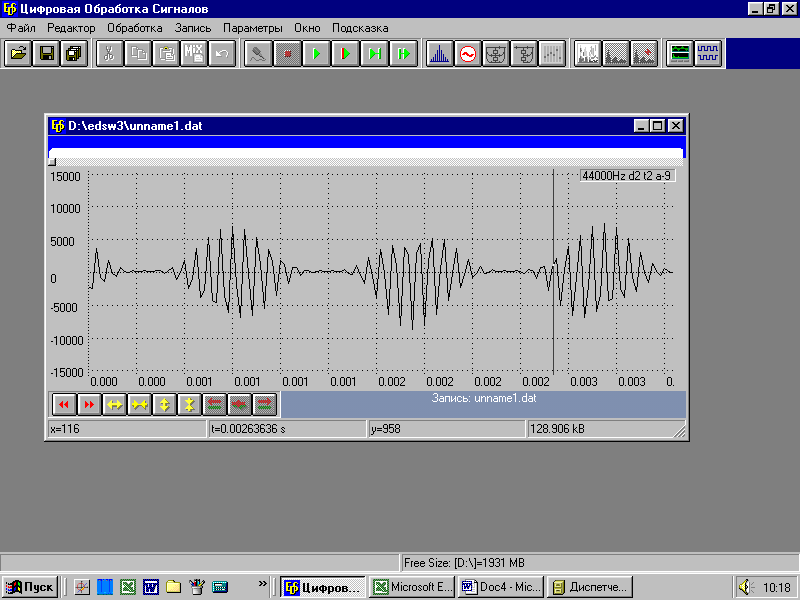 Цифровая Обработка Сигналов
Файл Редактор Обработка Запись Параметры Окно Подсказка
MiX
D:\edsw3\unname1.dat
44000Hz d2 t2 a-9
15000
10000
5000
0
-5000
-10000
-15000
0.000 0.000 0.001 0.001 0.001 0.001 0.002 0.002 0.002 0.002 0.003 0.003 0.
Запись: unname1.dat
x=116 t=0.00263636 s y=958 128.906 kB
Free Size: [D:\]=1931 MB
Пуск » Цифров... Microsoft E... Doc4 - Mic... Диспетче... 10:18